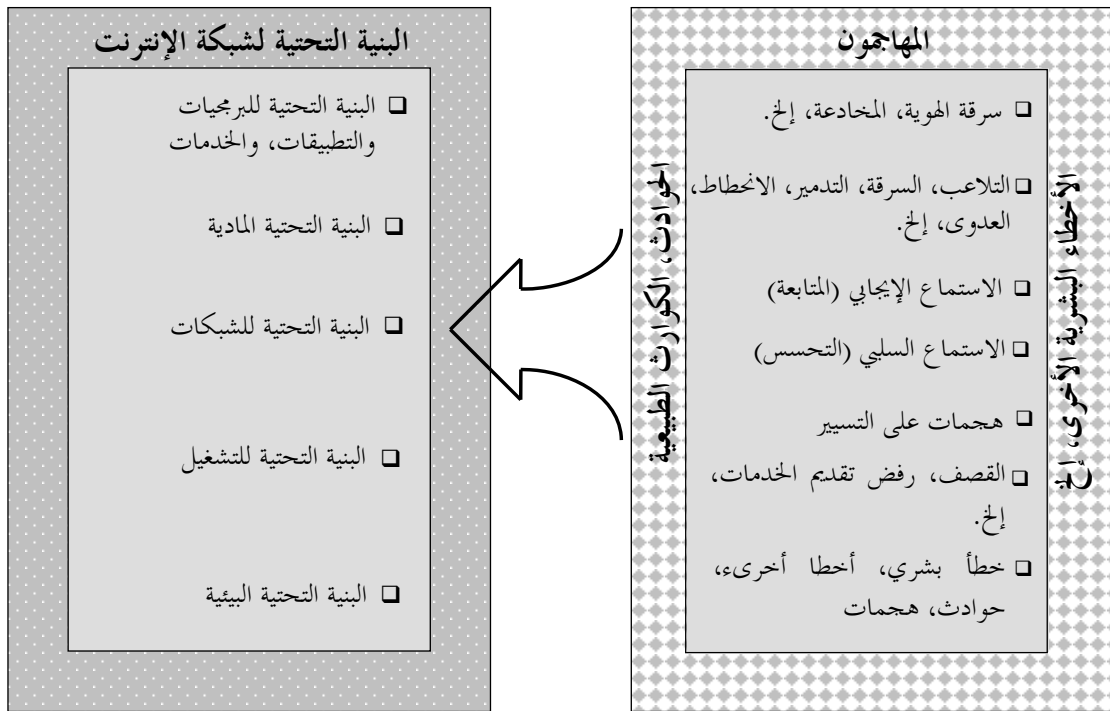 المهاجمون
سرقة الهوية، المخادعة، إلخ.
التلاعب، السرقة، التدمير، الانحطاط،
العدوى، إلخ.
الاستماع الإيجابي (المتابعة)
الاستماع السلبي (التحسس)
هجمات على التسيير
القصف، رفض تقديم الخدمات،
إلخ.
خطأ بشري، أخطا أخرىء،
حوادث، هجمات
الأخطاء البشرية الأخرى، إلخ
الحوادث، الكوارث الطبيعية
البنية التحتية لشبكة الإنترنت
البنية التحتية للبرمجيات
والتطبيقات، والخدمات
البنية التحتية المادية
البنية التحتية للشبكات
البنية التحتية للتشغيل
البنية التحتية البيئية